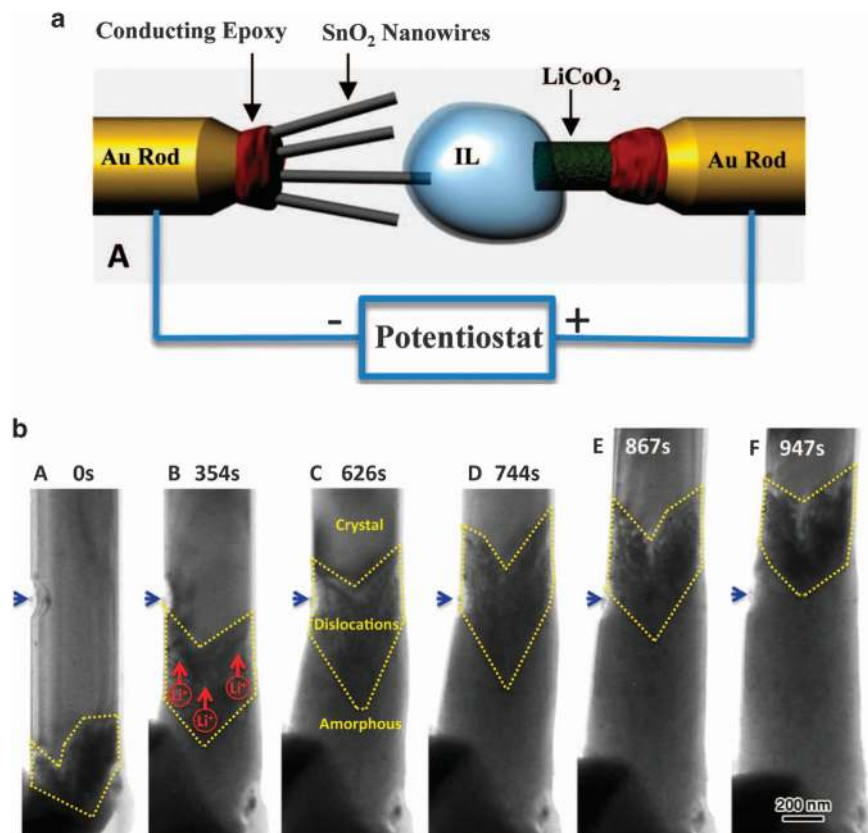 a
Conducting Epoxy SnO₂ Nanowires
LiCoO₂
Au Rod IL Au Rod
A
- Potentiostat +
b
A 0s B 354s C 626s D 744s E 867s F 947s
Crystal
Dislocations
Li⁺ Li⁺ Li⁺
Amorphous
200 nm